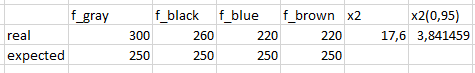 f_gray f_black f_blue f_brown x2 x2(0,95)
real 300 260 220 220 17,6 3,841459
expected 250 250 250 250